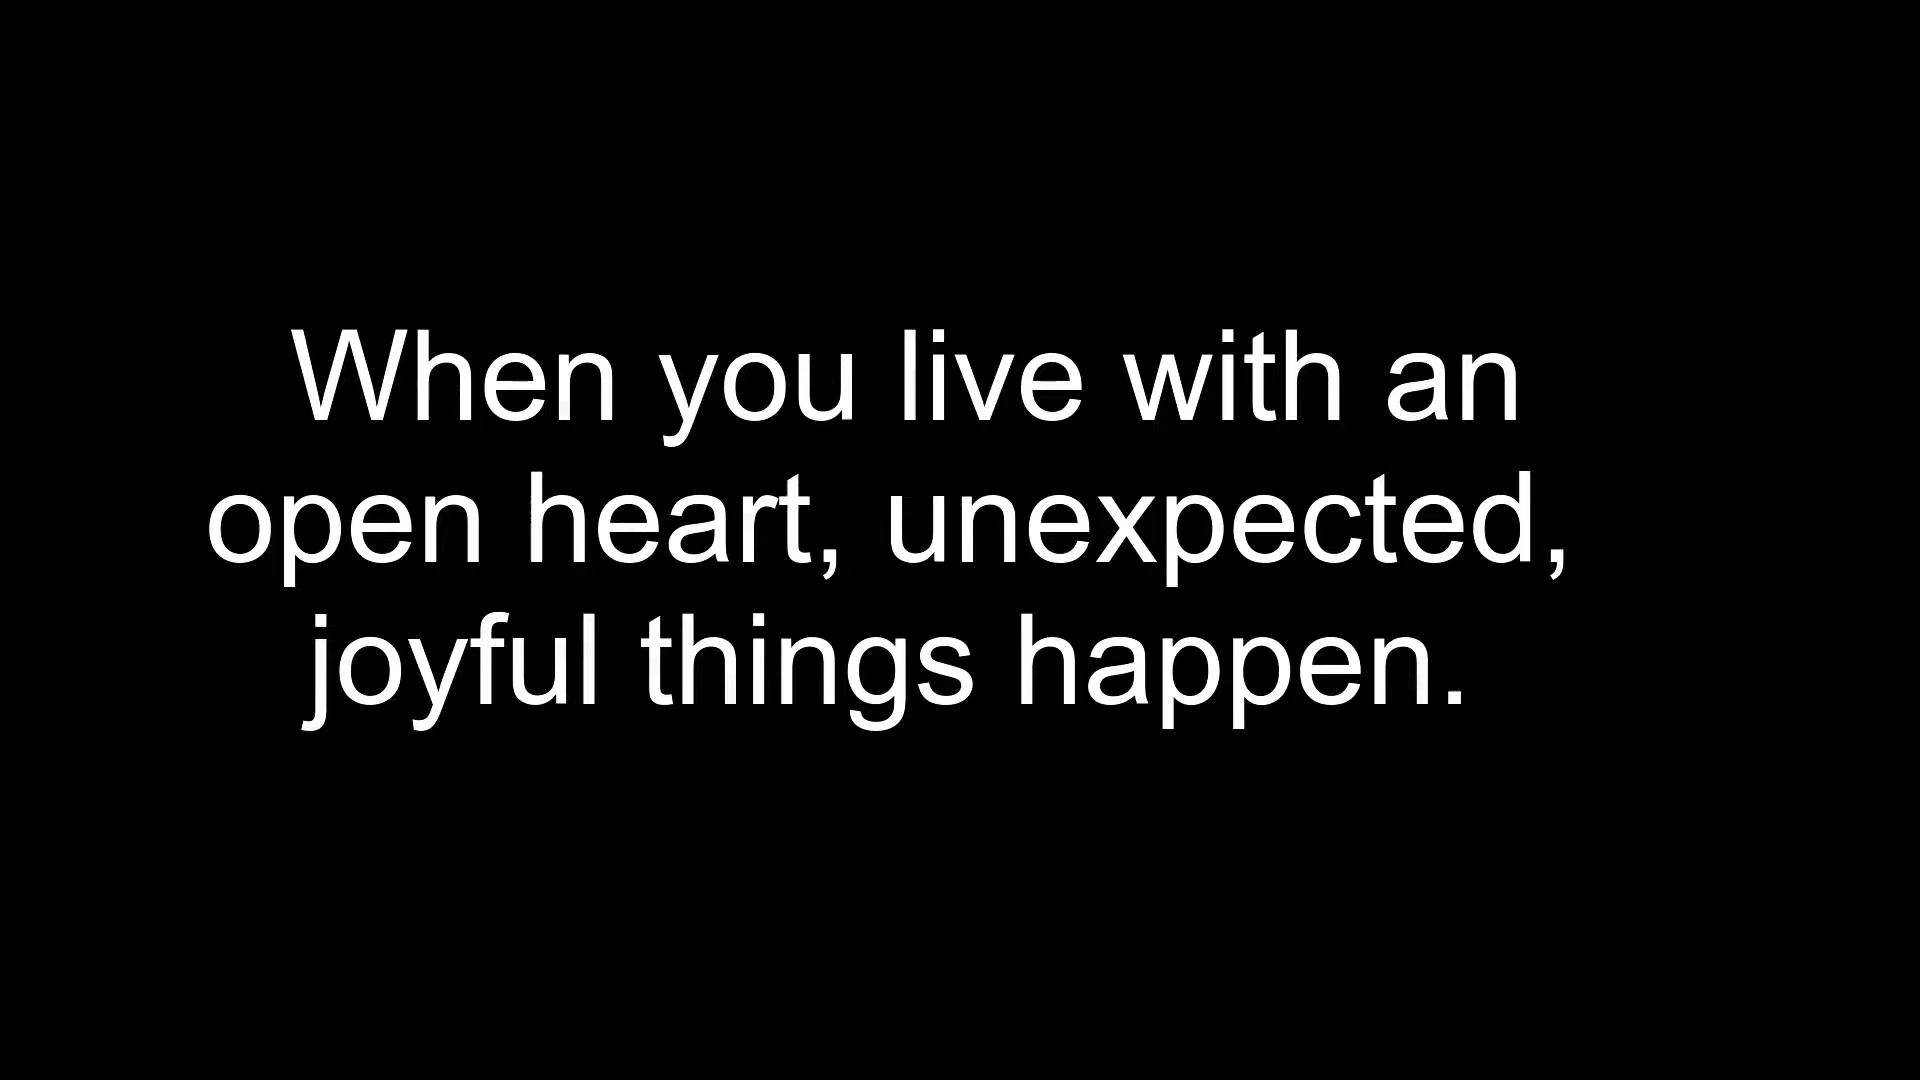 When you live with an
open heart, unexpected,
joyful things happen.